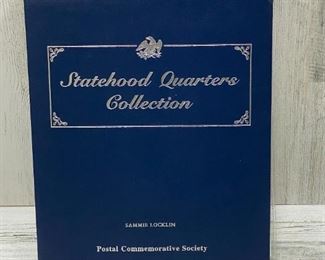 Statehood Quarters
Collection
SAMMIE LOCKLIN
Postal Commemorative Society